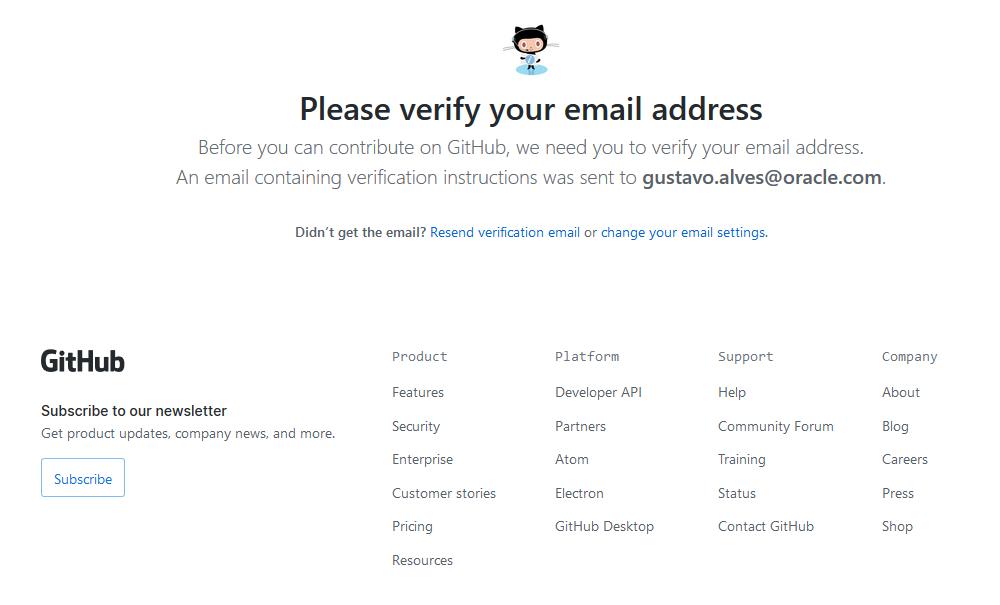 Please verify your email address
Before you can contribute on GitHub, we need you to verify your email address.
An email containing verification instructions was sent to gustavo.alves@oracle.com.
Didn't get the email? Resend verification email or change your email settings.
GitHub
Subscribe to our newsletter
Get product updates, company news, and more.
Subscribe
Product
Features
Security
Enterprise
Customer stories
Pricing
Resources
Platform
Developer API
Partners
Atom
Electron
GitHub Desktop
Support
Help
Community Forum
Training
Status
Contact GitHub
Company
About
Blog
Careers
Press
Shop